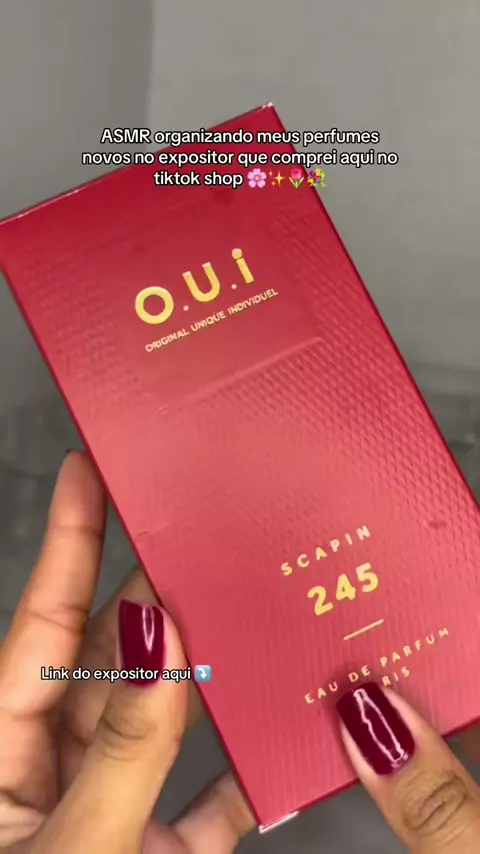 ASMR organizando meus perfumes
novos no expositor que comprei aqui no
tiktok shop 🌸✨🌷💐
O.U.i
ORIGINAL UNIQUE INDIVIDUEL
SCAPIN
245
EAU DE PARFUM
Link do expositor aqui ⤵️